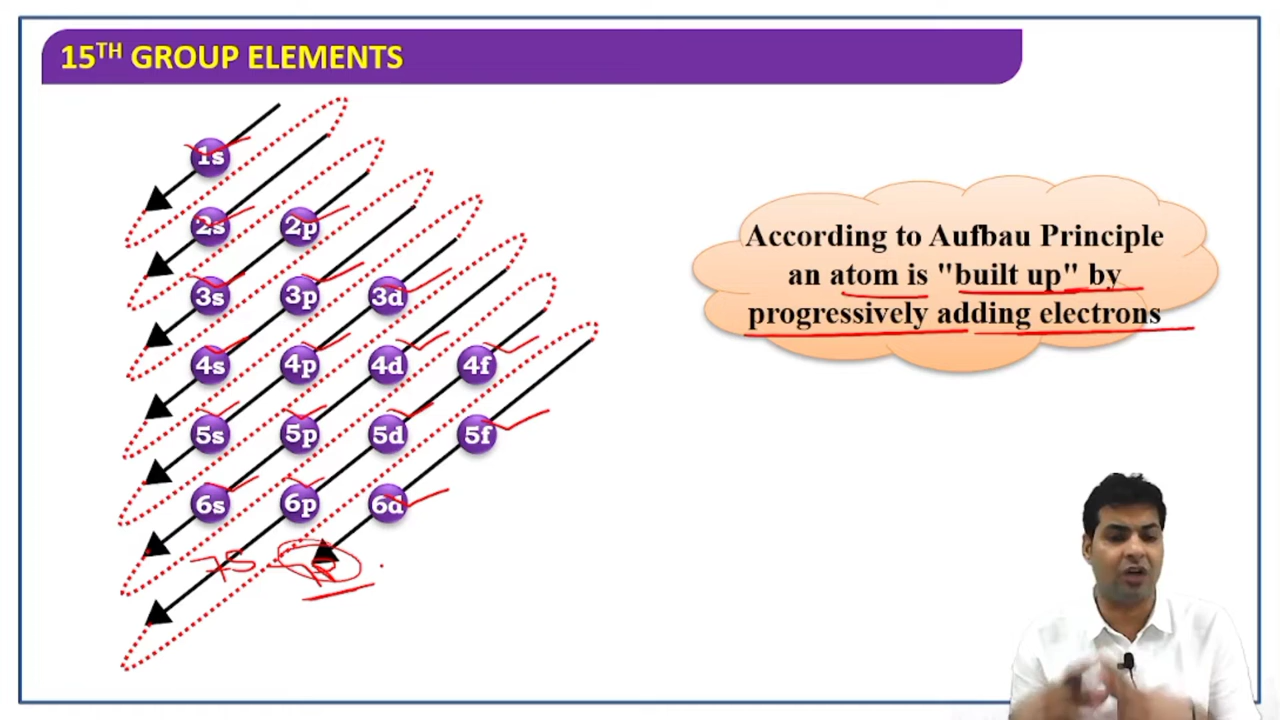 15TH GROUP ELEMENTS
1s
2s 2p
3s 3p 3d
4s 4p 4d 4f
5s 5p 5d 5f
6s 6p 6d
7s
According to Aufbau Principle
an atom is "built up" by
progressively adding electrons